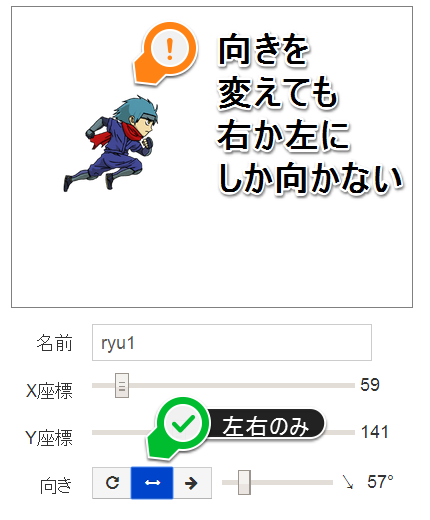 向きを
変えても
右か左に
しか向かない
名前 ryu1
X座標 59
Y座標 左右のみ 141
向き 57°